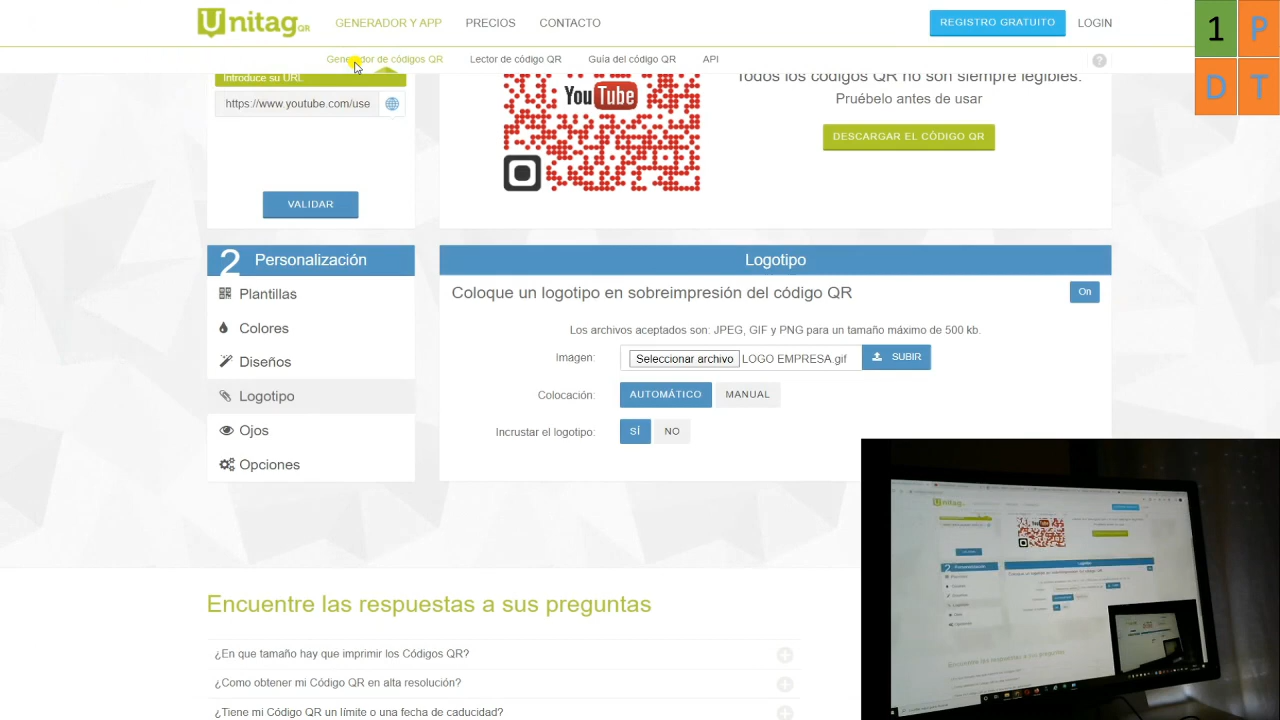 Unitag QR
GENERADOR Y APP
PRECIOS
CONTACTO
REGISTRO GRATUITO
LOGIN
1 P
D T
Generador de códigos QR
Lector de código QR
Guía del código QR
API
?
Introduce su URL
https://www.youtube.com/use
VALIDAR
You Tube
Todos los códigos QR no son siempre legibles.
Pruébelo antes de usar
DESCARGAR EL CÓDIGO QR
2 Personalización
Plantillas
Colores
Diseños
Logotipo
Ojos
Opciones
Logotipo
Coloque un logotipo en sobreimpresión del código QR
On
Los archivos aceptados son: JPEG, GIF y PNG para un tamaño máximo de 500 kb.
Imagen:
Seleccionar archivo LOGO EMPRESA.gif
SUBIR
Colocación:
AUTOMÁTICO
MANUAL
Incrustar el logotipo:
SÍ
NO
Encuentre las respuestas a sus preguntas
¿En que tamaño hay que imprimir los Códigos QR?
¿Como obtener mi Código QR en alta resolución?
¿Tiene mi Código QR un límite o una fecha de caducidad?